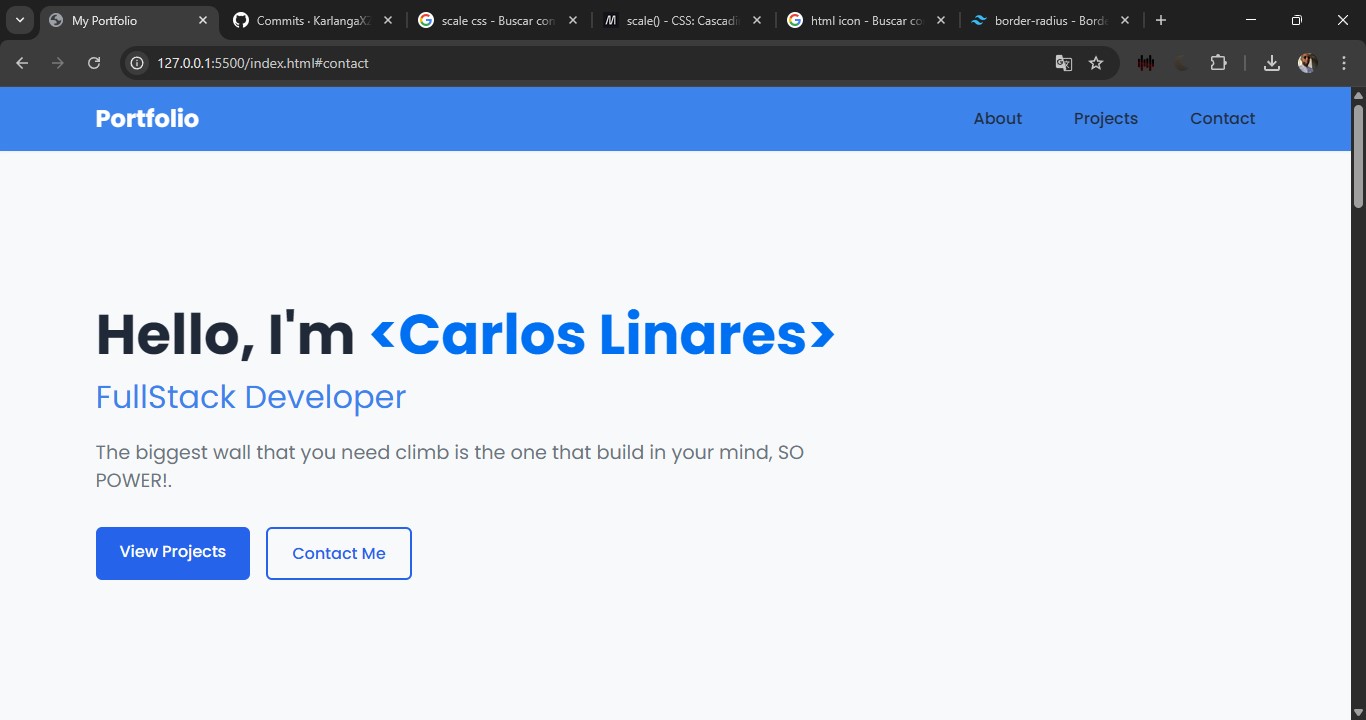 My Portfolio
Commits · KarlangaX
scale css - Buscar con
scale() - CSS: Cascadi
html icon - Buscar co
border-radius - Borde
127.0.0.1:5500/index.html#contact
Portfolio
About
Projects
Contact
Hello, I'm <Carlos Linares>
FullStack Developer
The biggest wall that you need climb is the one that build in your mind, SO
POWER!.
View Projects
Contact Me